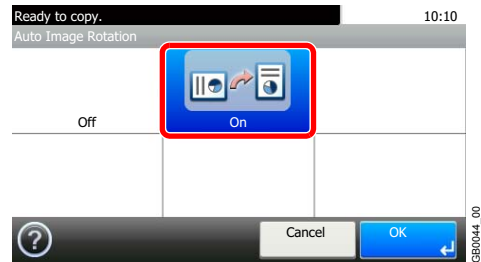 Ready to copy. 10:10
Auto Image Rotation
Off On
? Cancel OK
GB0044_00